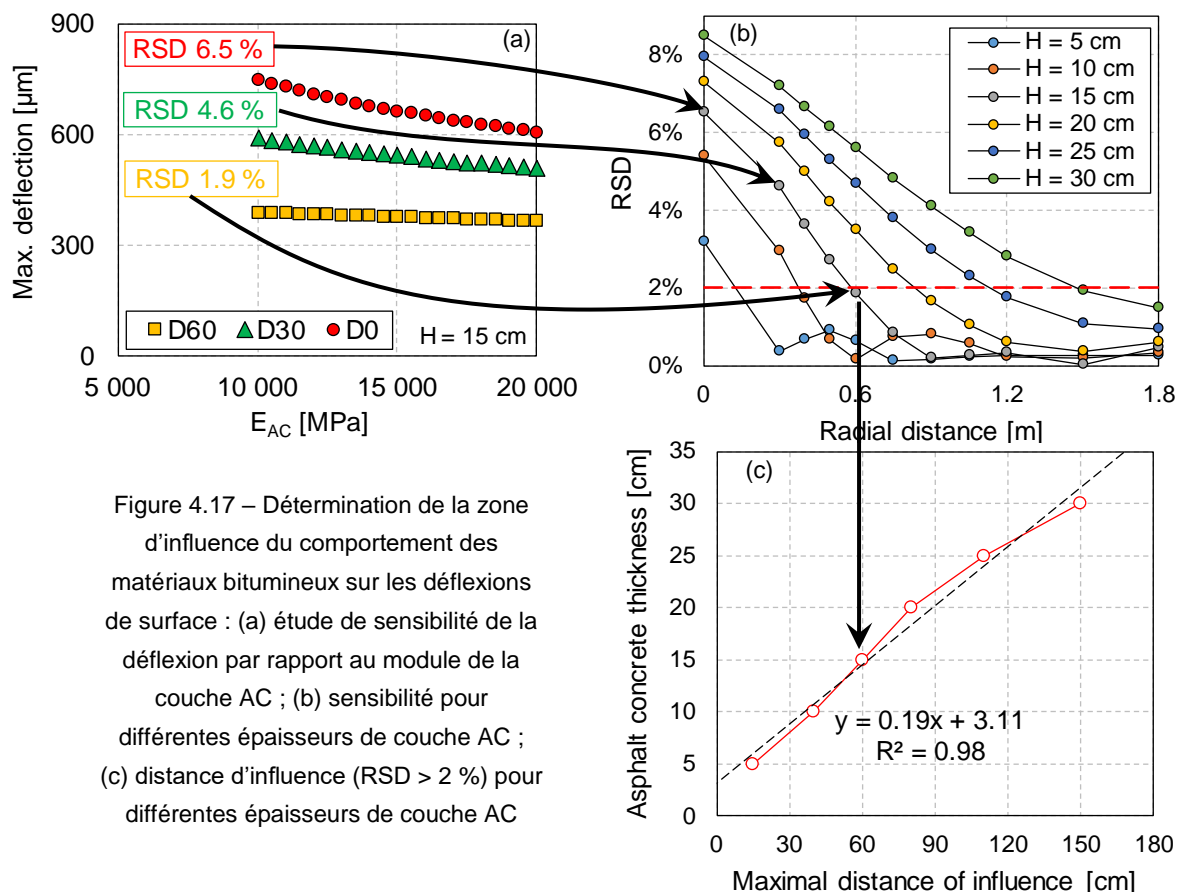 900
600
300
0
Max. deflection [μm]
RSD 6.5 %
RSD 4.6 %
RSD 1.9 %
(a)
D60
D30
D0
H = 15 cm
5 000
10 000
15 000
20 000
E_AC [MPa]
(b)
H = 5 cm
H = 10 cm
H = 15 cm
H = 20 cm
H = 25 cm
H = 30 cm
8%
6%
4%
2%
0%
RSD
0
0.6
1.2
1.8
Radial distance [m]
Figure 4.17 – Détermination de la zone
d’influence du comportement des
matériaux bitumineux sur les déflexions
de surface : (a) étude de sensibilité de la
déflexion par rapport au module de la
couche AC ; (b) sensibilité pour
différentes épaisseurs de couche AC ;
(c) distance d’influence (RSD > 2 %) pour
différentes épaisseurs de couche AC
(c)
35
30
25
20
15
10
5
0
Asphalt concrete thickness [cm]
y = 0.19x + 3.11
R² = 0.98
0
30
60
90
120
150
180
Maximal distance of influence [cm]